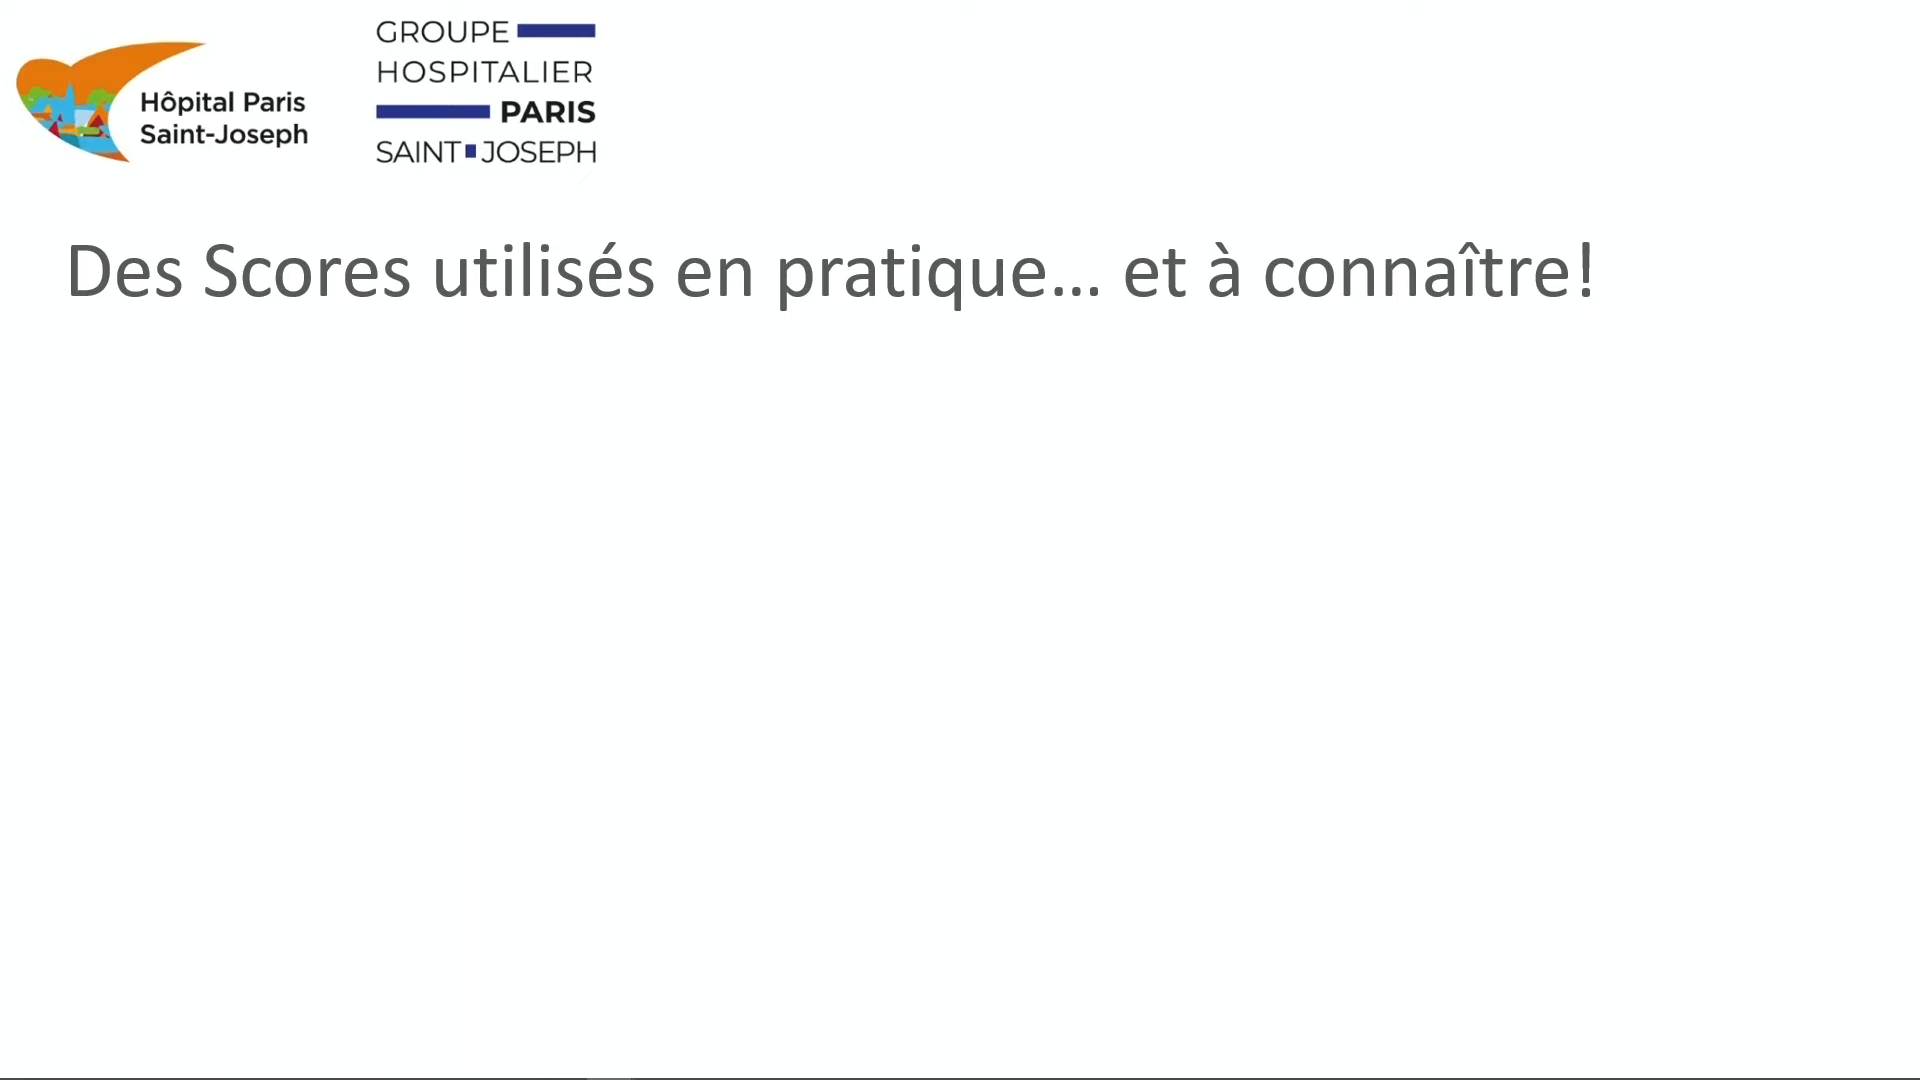 Hôpital Paris
Saint-Joseph
GROUPE
HOSPITALIER
PARIS
SAINT JOSEPH
Des Scores utilisés en pratique... et à connaître!